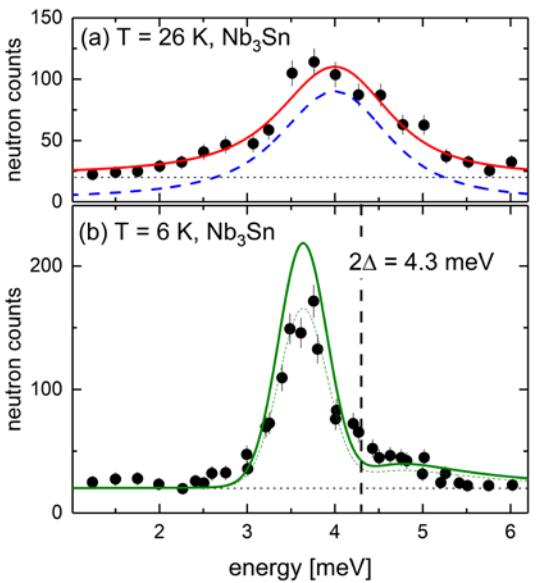 150
(a) T = 26 K, Nb₃Sn
100
50
0
neutron counts
(b) T = 6 K, Nb₃Sn
2Δ = 4.3 meV
200
100
0
neutron counts
2 3 4 5 6
energy [meV]